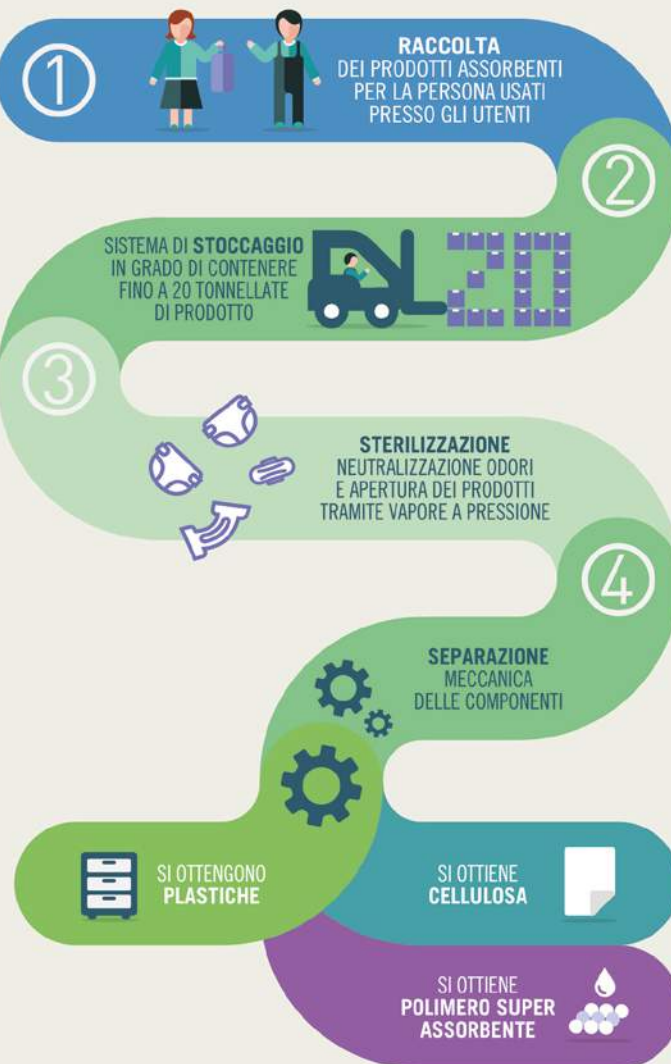 1
RACCOLTA
DEI PRODOTTI ASSORBENTI
PER LA PERSONA USATI
PRESSO GLI UTENTI
2
SISTEMA DI STOCCAGGIO
IN GRADO DI CONTENERE
FINO A 20 TONNELLATE
DI PRODOTTO
20
3
STERILIZZAZIONE
NEUTRALIZZAZIONE ODORI
E APERTURA DEI PRODOTTI
TRAMITE VAPORE A PRESSIONE
4
SEPARAZIONE
MECCANICA
DELLE COMPONENTI
SI OTTENGONO
PLASTICHE
SI OTTIENE
CELLULOSA
SI OTTIENE
POLIMERO SUPER
ASSORBENTE